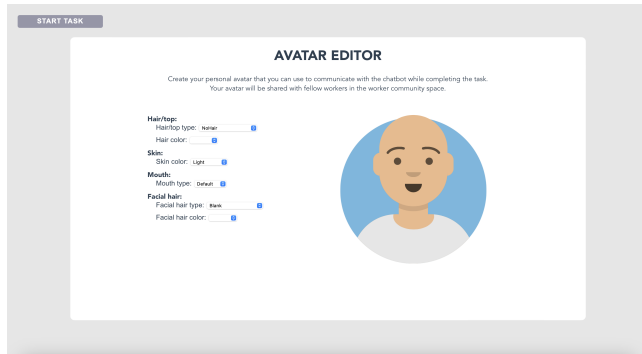 START TASK
AVATAR EDITOR
Create your personal avatar that you can use to communicate with the chatbot while completing the task.
Your avatar will be shared with fellow workers in the worker community space.
Hair/top:
Hair/top type: NoHair
Hair color:
Skin:
Skin color: Light
Mouth:
Mouth type: Default
Facial hair:
Facial hair type: Blank
Facial hair color: